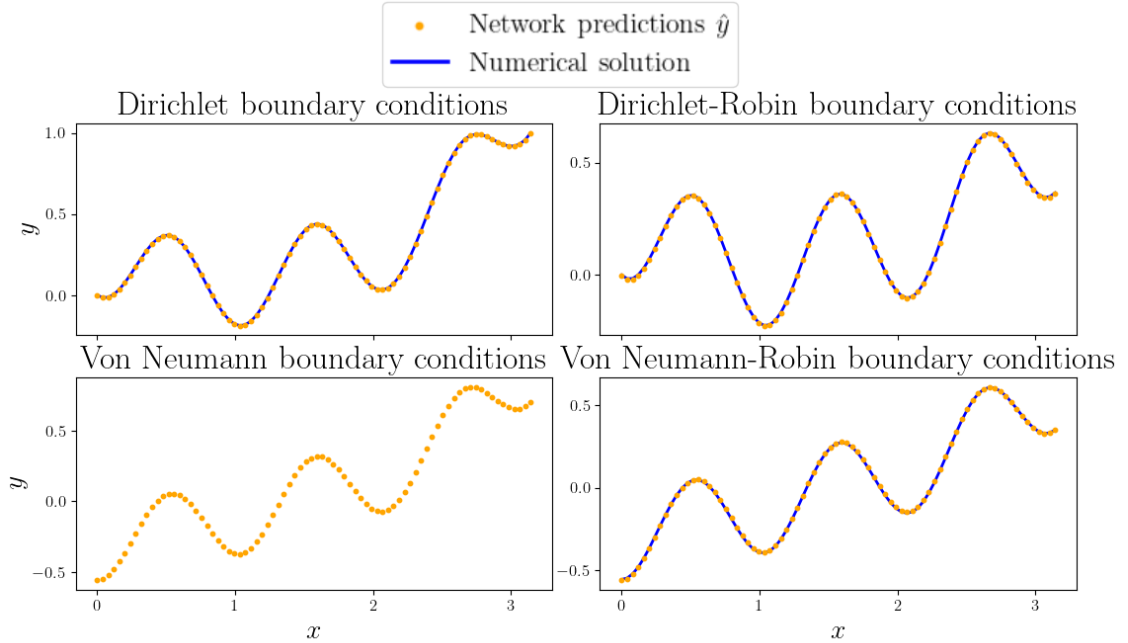 Network predictions ŷ
Numerical solution
Dirichlet boundary conditions
1.0
0.5
0.0
y
Dirichlet-Robin boundary conditions
0.5
0.0
Von Neumann boundary conditions
0.5
0.0
−0.5
y
0
1
2
3
x
Von Neumann-Robin boundary conditions
0.5
0.0
−0.5
0
1
2
3
x